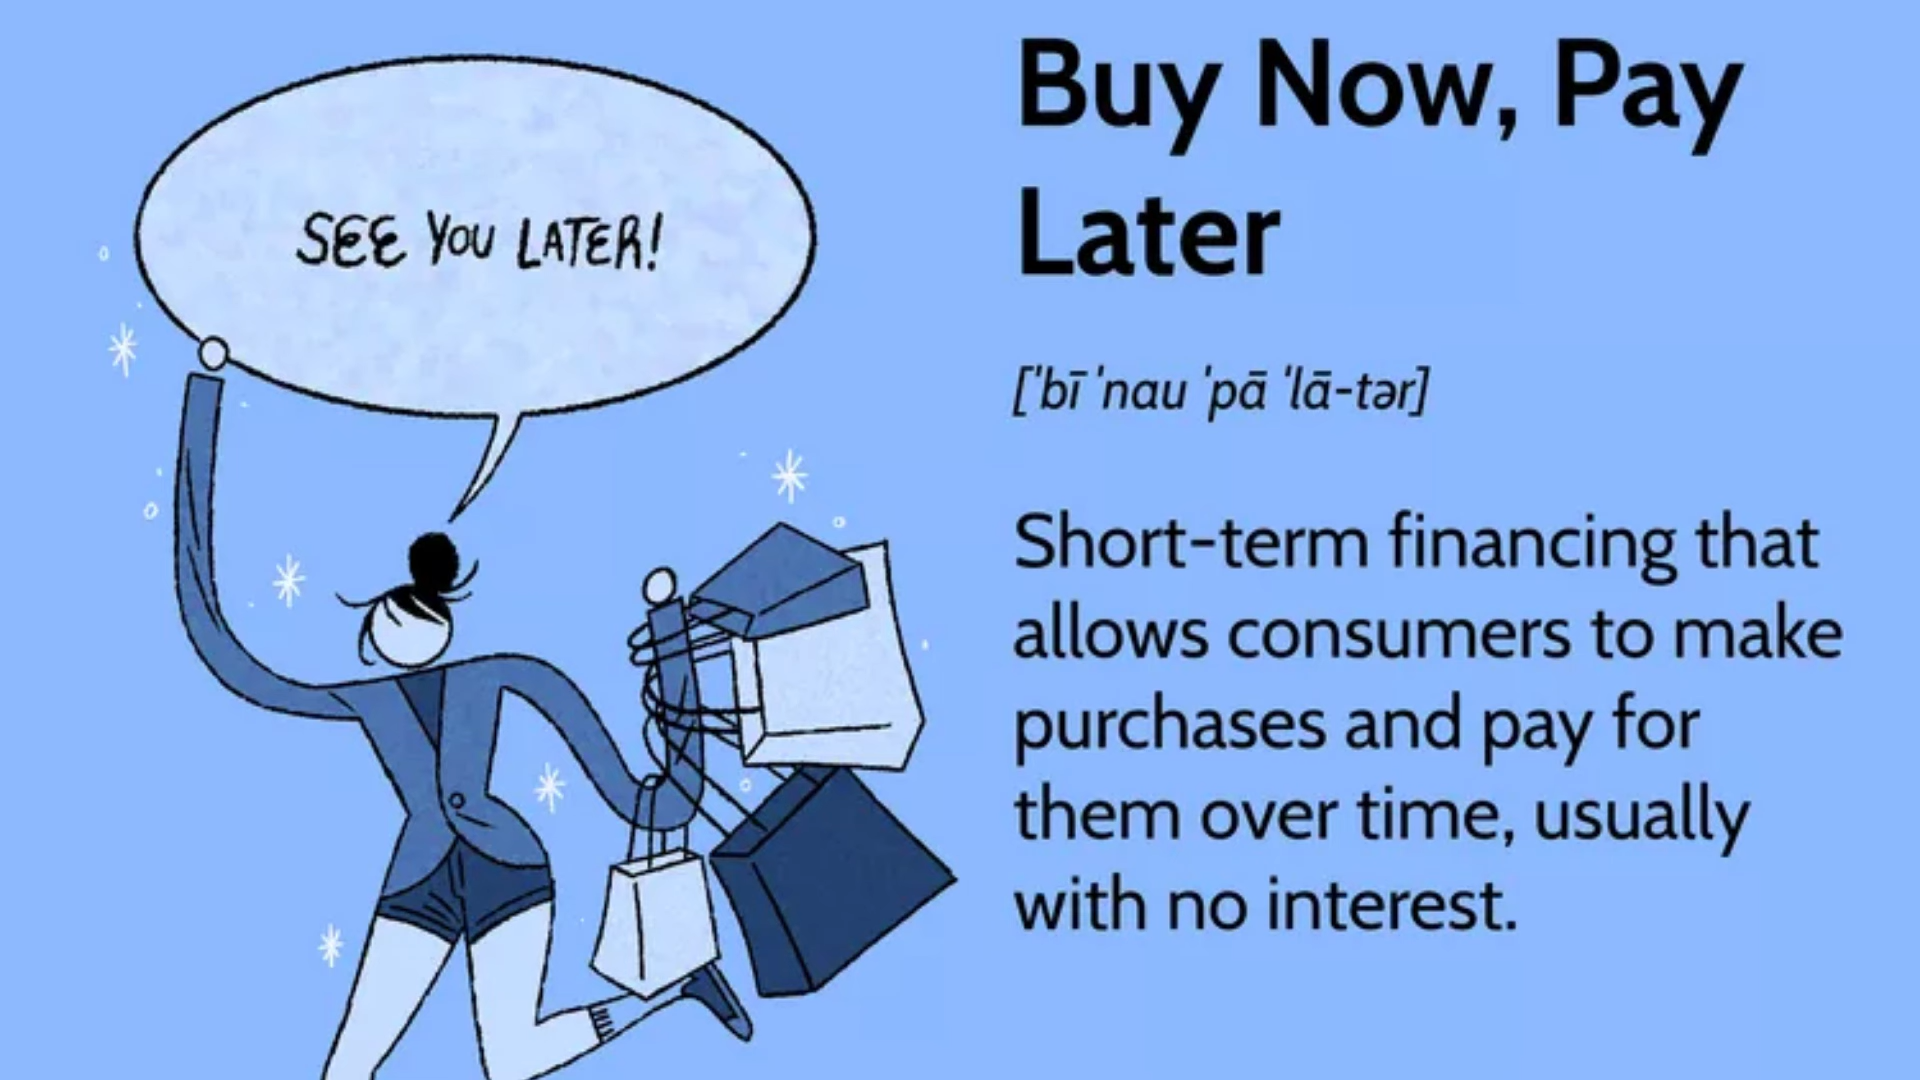 SEE YOU LATER!
Buy Now, Pay
Later
[ˈbī ˈnau ˈpā ˈlā-tər]
Short-term financing that
allows consumers to make
purchases and pay for
them over time, usually
with no interest.